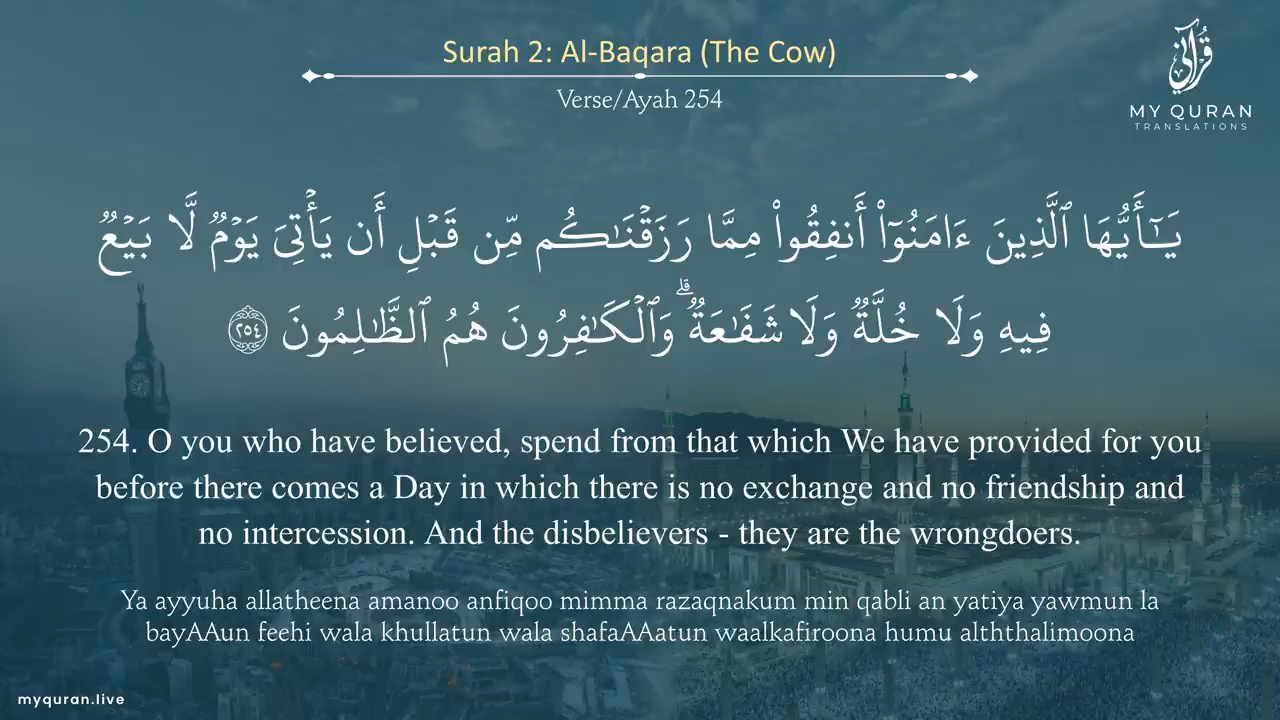 Surah 2: Al-Baqara (The Cow)
Verse/Ayah 254
قرآني
MY QURAN
TRANSLATIONS
يَـٰٓأَيُّهَا ٱلَّذِينَ ءَامَنُوٓا۟ أَنفِقُوا۟ مِمَّا رَزَقْنَـٰكُم مِّن قَبْلِ أَن يَأْتِىَ يَوْمٌ لَّا بَيْعٌ
فِيهِ وَلَا خُلَّةٌ وَلَا شَفَـٰعَةٌ ۗ وَٱلْكَـٰفِرُونَ هُمُ ٱلظَّـٰلِمُونَ ٢٥٤
254. O you who have believed, spend from that which We have provided for you
before there comes a Day in which there is no exchange and no friendship and
no intercession. And the disbelievers - they are the wrongdoers.
Ya ayyuha allatheena amanoo anfiqoo mimma razaqnakum min qabli an yatiya yawmun la
bayAAun feehi wala khullatun wala shafaAAatun waalkafiroona humu alththalimoona
myquran.live